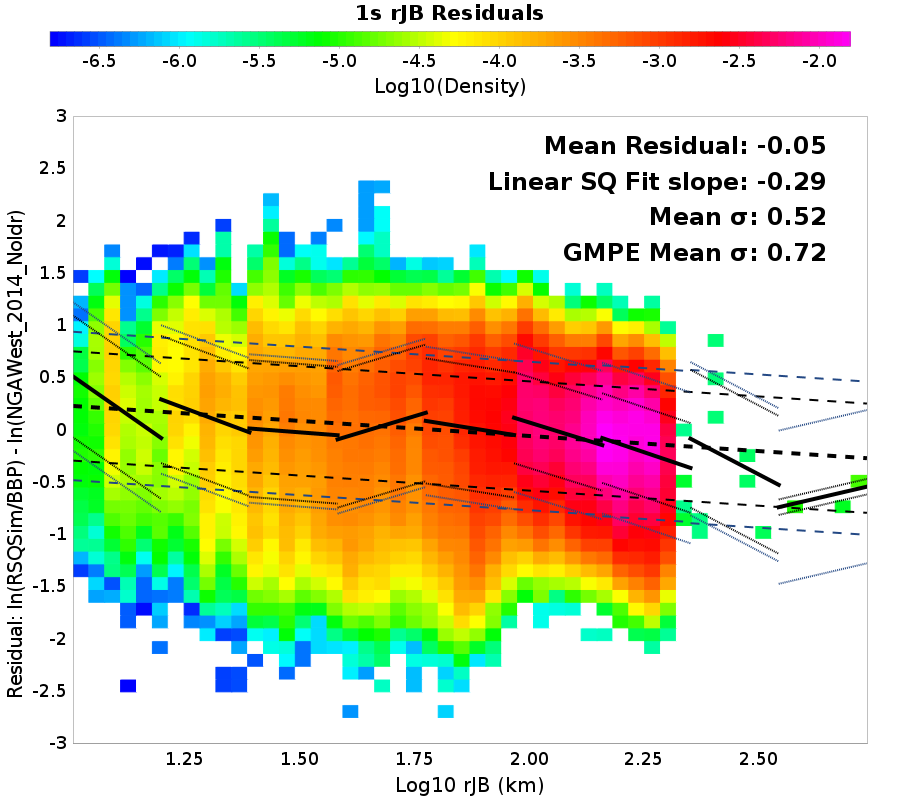 1s rJB Residuals
-6.5 -6.0 -5.5 -5.0 -4.5 -4.0 -3.5 -3.0 -2.5 -2.0
Log10(Density)
Mean Residual: -0.05
Linear SQ Fit slope: -0.29
Mean σ: 0.52
GMPE Mean σ: 0.72
Residual: ln(RSQSim/BBP) - ln(NGAWest_2014_NoIdr)
3
2.5
2
1.5
1
0.5
0
-0.5
-1
-1.5
-2
-2.5
-3
1.25 1.50 1.75 2.00 2.25 2.50
Log10 rJB (km)